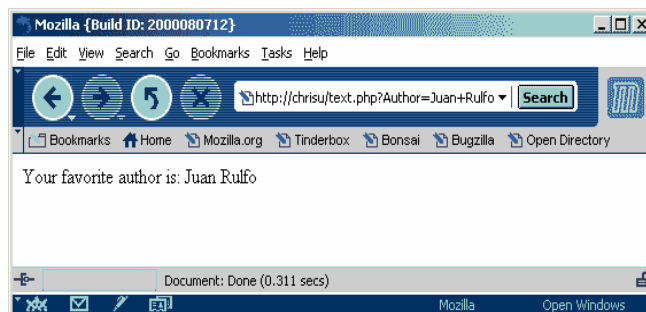 Mozilla {Build ID: 2000080712}
File Edit View Search Go Bookmarks Tasks Help
http://chrisu/text.php?Author=Juan+Rulfo Search
Bookmarks Home Mozilla.org Tinderbox Bonsai Bugzilla Open Directory
Your favorite author is: Juan Rulfo
Document: Done (0.311 secs)
Mozilla Open Windows